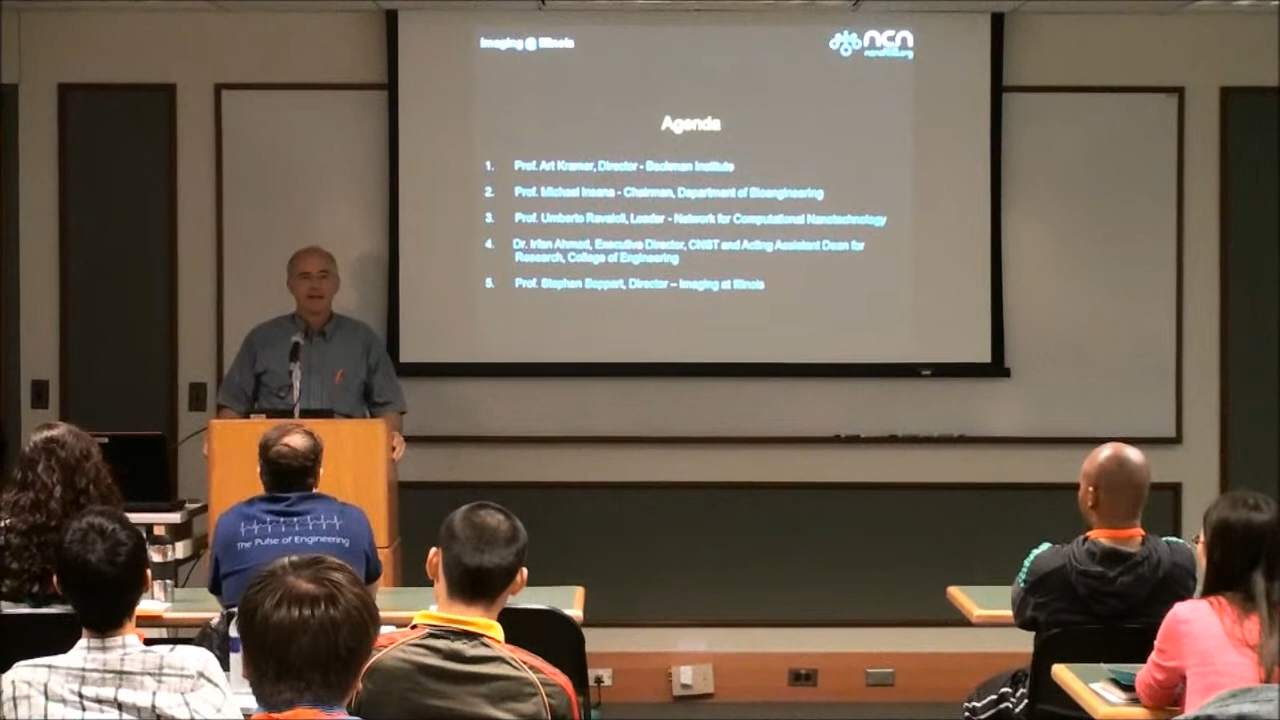 Imaging @ Illinois
ncn
nanohub.org
Agenda
1. Prof. Art Kramer, Director - Beckman Institute
2. Prof. Michael Insana - Chairman, Department of Bioengineering
3. Prof. Umberto Ravaioli, Leader - Network for Computational Nanotechnology
4. Dr. Irfan Ahmad, Executive Director, CNST and Acting Assistant Dean for
Research, College of Engineering
5. Prof. Stephen Boppart, Director – Imaging at Illinois
The Pulse of Engineering